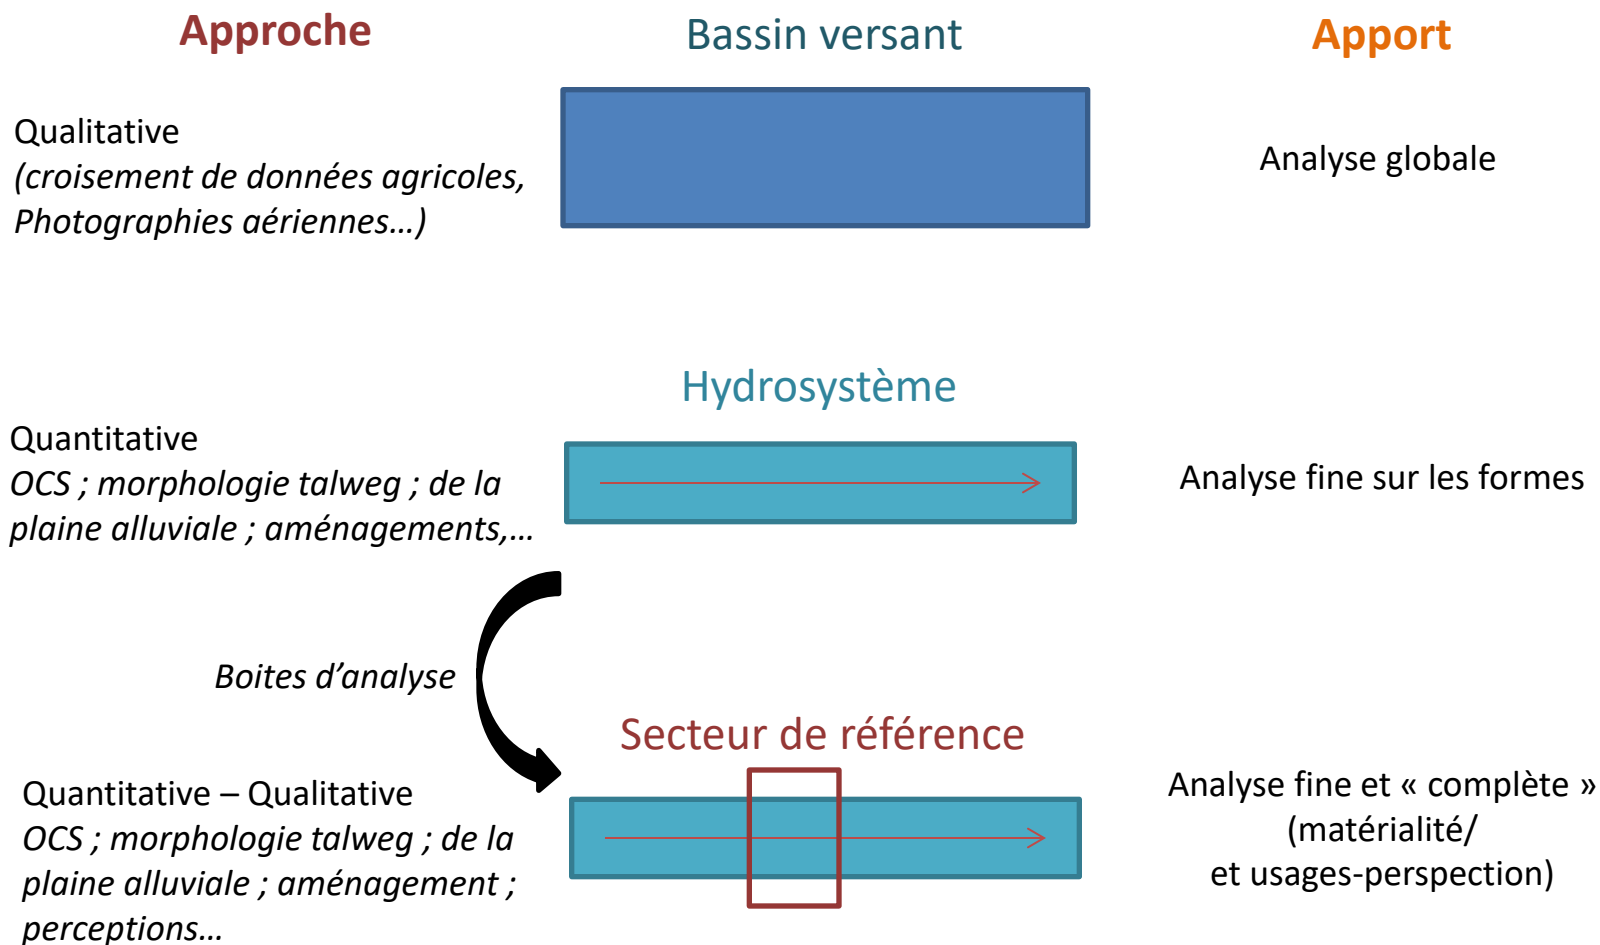 Approche
Bassin versant
Apport
Qualitative
(croisement de données agricoles,
Photographies aériennes…)
Analyse globale
Hydrosystème
Quantitative
OCS ; morphologie talweg ; de la
plaine alluviale ; aménagements,…
Analyse fine sur les formes
Boites d’analyse
Secteur de référence
Quantitative – Qualitative
OCS ; morphologie talweg ; de la
plaine alluviale ; aménagement ;
perceptions…
Analyse fine et « complète »
(matérialité/
et usages-perspection)